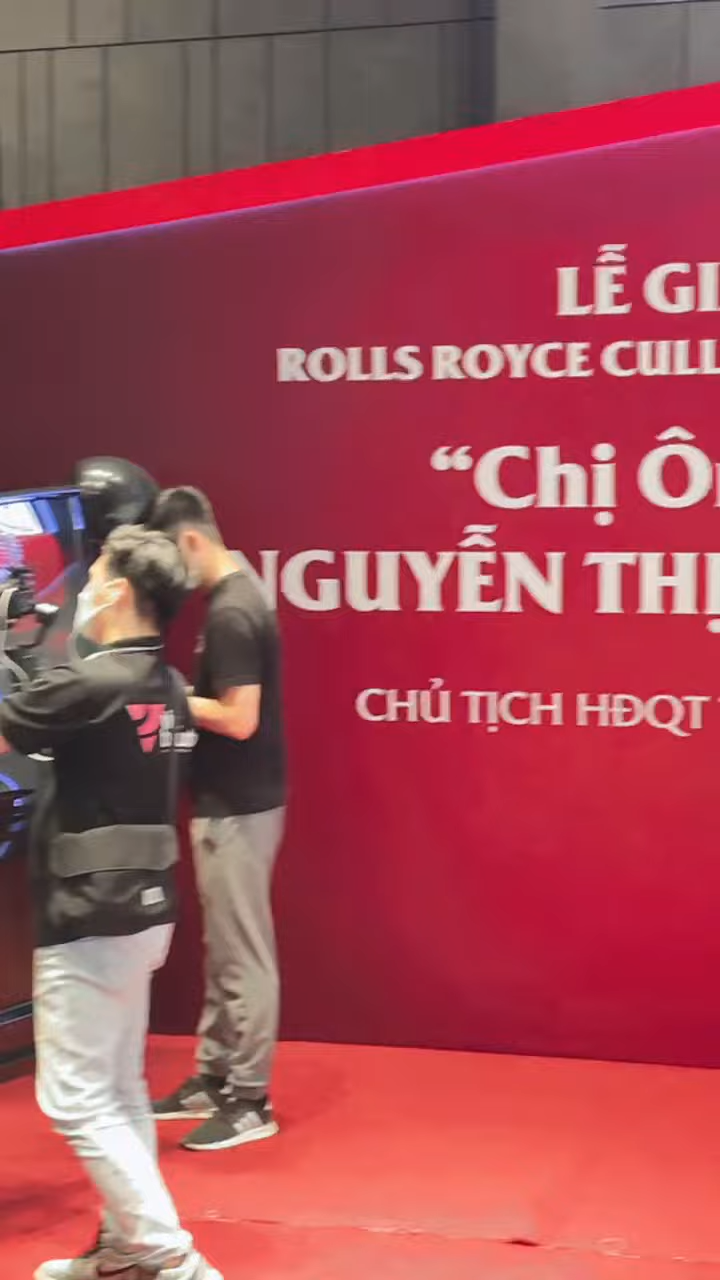 LỄ GI
ROLLS ROYCE CULL
“Chị Ô
NGUYỄN THỊ
CHỦ TỊCH HĐQT